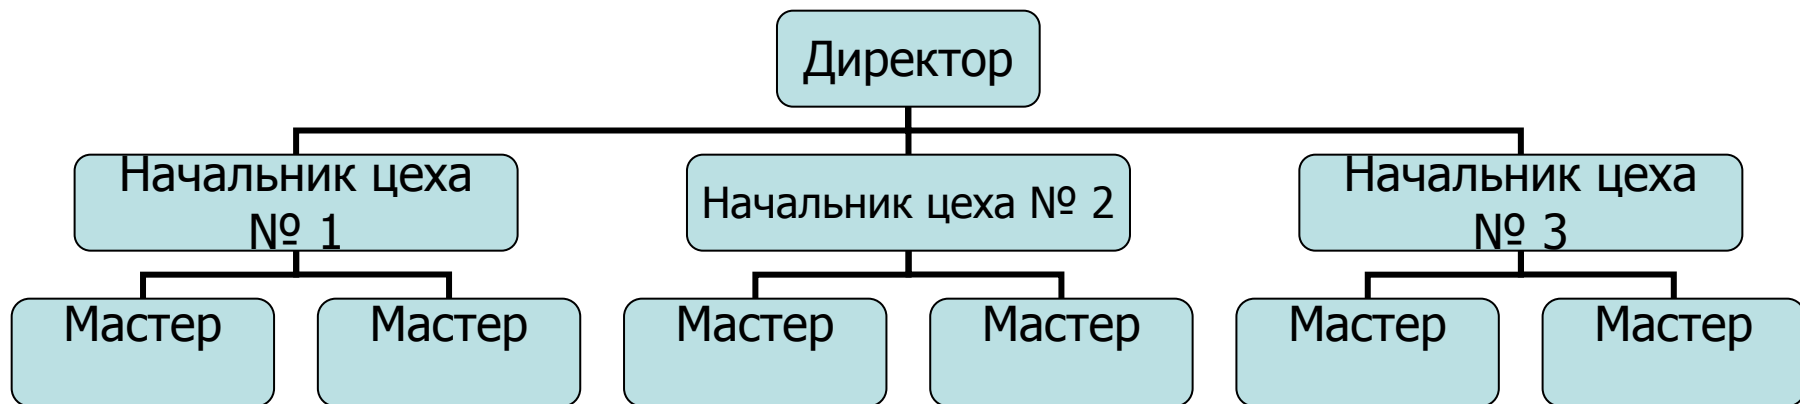 Директор
Начальник цеха
№ 1
Начальник цеха № 2
Начальник цеха
№ 3
Мастер
Мастер
Мастер
Мастер
Мастер
Мастер